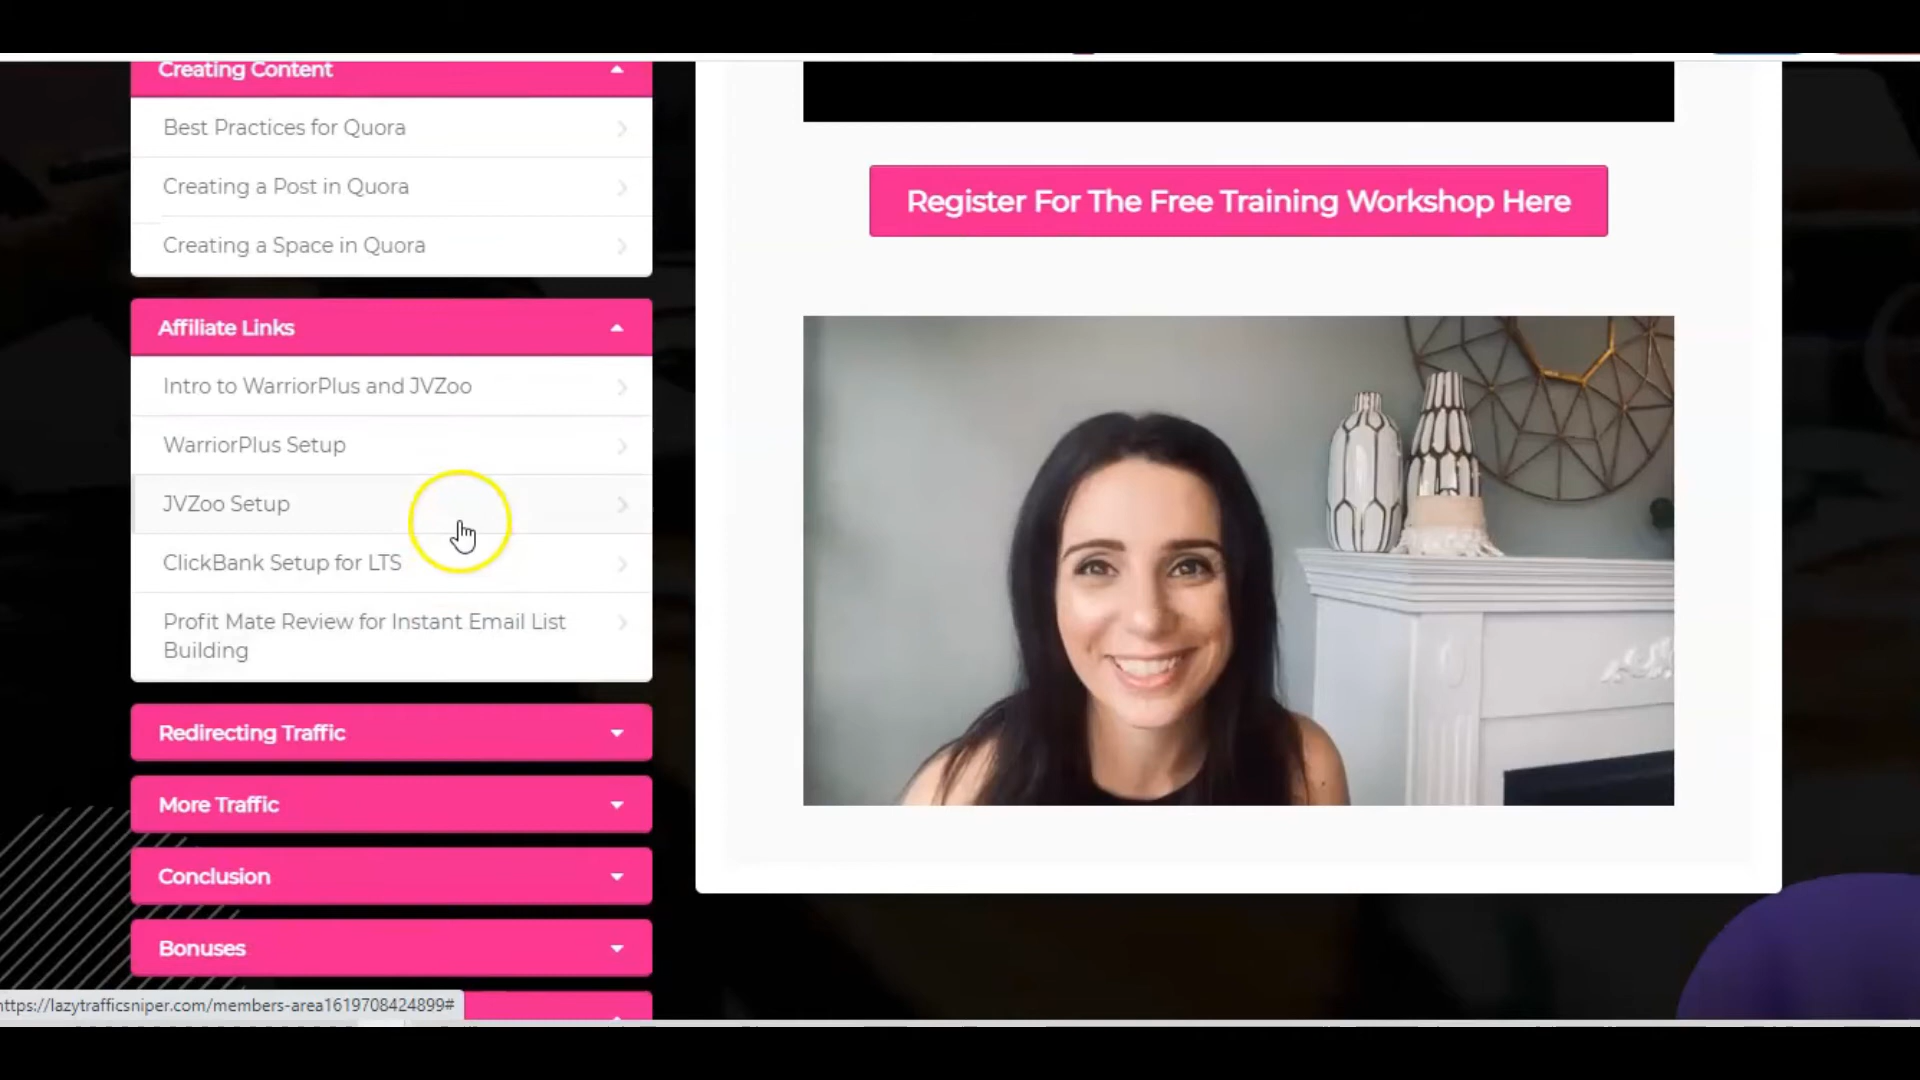 Creating Content
Best Practices for Quora
Creating a Post in Quora
Creating a Space in Quora
Affiliate Links
Intro to WarriorPlus and JVZoo
WarriorPlus Setup
JVZoo Setup
ClickBank Setup for LTS
Profit Mate Review for Instant Email List
Building
Redirecting Traffic
More Traffic
Conclusion
Bonuses
https://lazytrafficsniper.com/members-area1619708424899#
Register For The Free Training Workshop Here